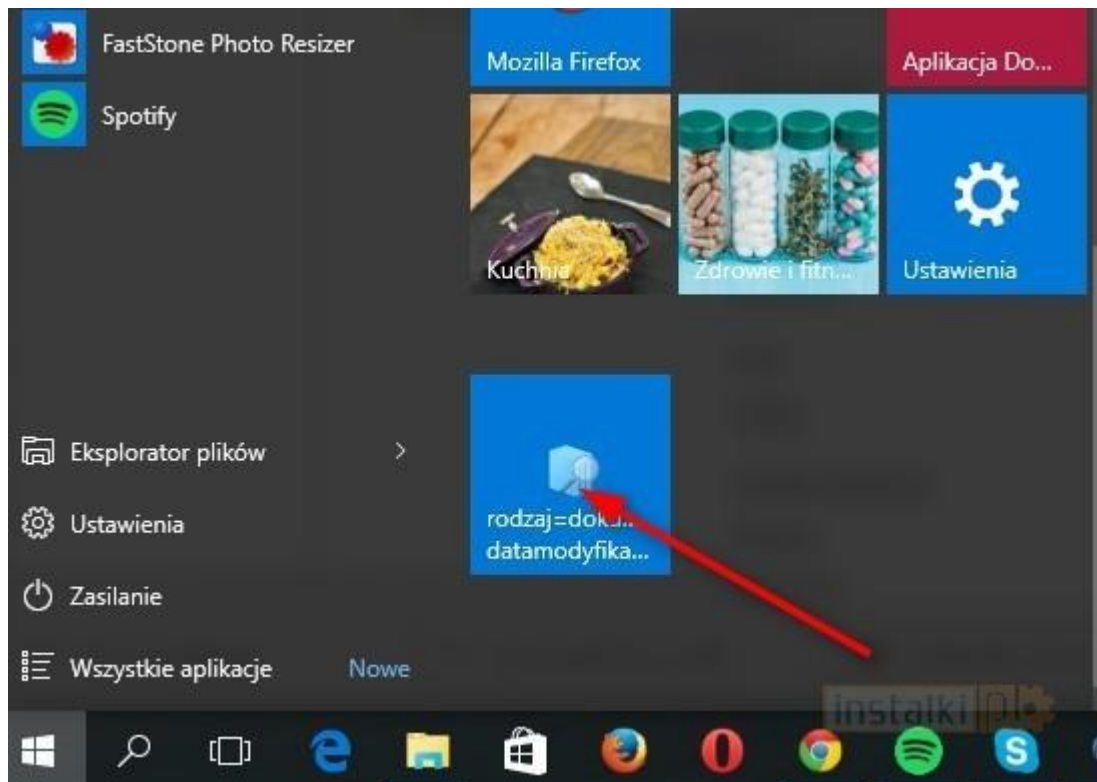 FastStone Photo Resizer
Spotify
Eksplorator plików
Ustawienia
Zasilanie
Wszystkie aplikacje Nowe
Mozilla Firefox
Aplikacja Do...
Kuchnia
Zdrowie i fitn...
Ustawienia
rodzaj=doku...
datamodyfika...
instalki.pl